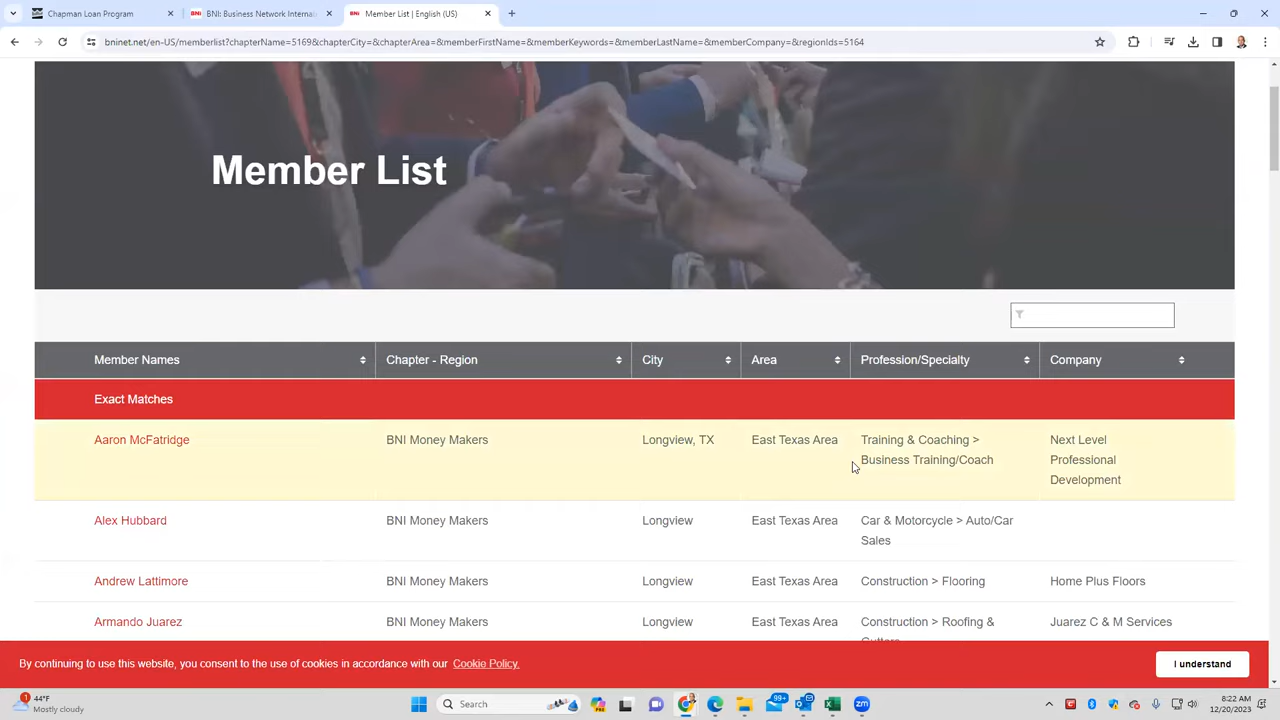 Chapman Loan Program
BNI
BNI: Business Network Interna
Member List | English (US)
bninet.net/en-US/memberlist?chapterName=5169&chapterCity=&chapterArea=&memberFirstName=&memberKeywords=&memberLastName=&memberCompany=&regionIds=5164
Member List
Member Names Chapter - Region City Area Profession/Specialty Company
Exact Matches
Aaron McFatridge BNI Money Makers Longview, TX East Texas Area Training & Coaching > Next Level
Business Training/Coach Professional
Development
Alex Hubbard BNI Money Makers Longview East Texas Area Car & Motorcycle > Auto/Car
Sales
Andrew Lattimore BNI Money Makers Longview East Texas Area Construction > Flooring Home Plus Floors
Armando Juarez BNI Money Makers Longview East Texas Area Construction > Roofing & Juarez C & M Services
Gutters
By continuing to use this website, you consent to the use of cookies in accordance with our Cookie Policy. I understand
1 44°F
Mostly cloudy
Search
99+
8:22 AM
12/20/2023